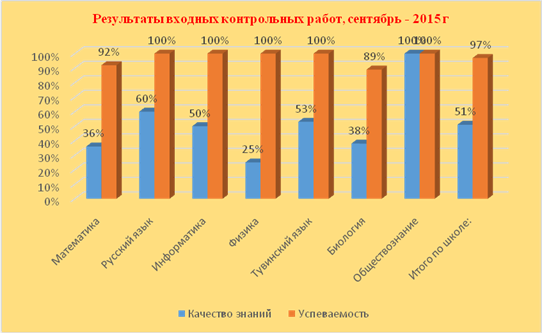 Результаты входных контрольных работ, сентябрь - 2015 г
100%
90%
80%
70%
60%
50%
40%
30%
20%
10%
0%
36%
92%
60%
100%
50%
100%
25%
100%
53%
100%
38%
89%
100%
100%
51%
97%
Математика
Русский язык
Информатика
Физика
Тувинский язык
Биология
Обществознание
Итого по школе:
Качество знаний
Успеваемость